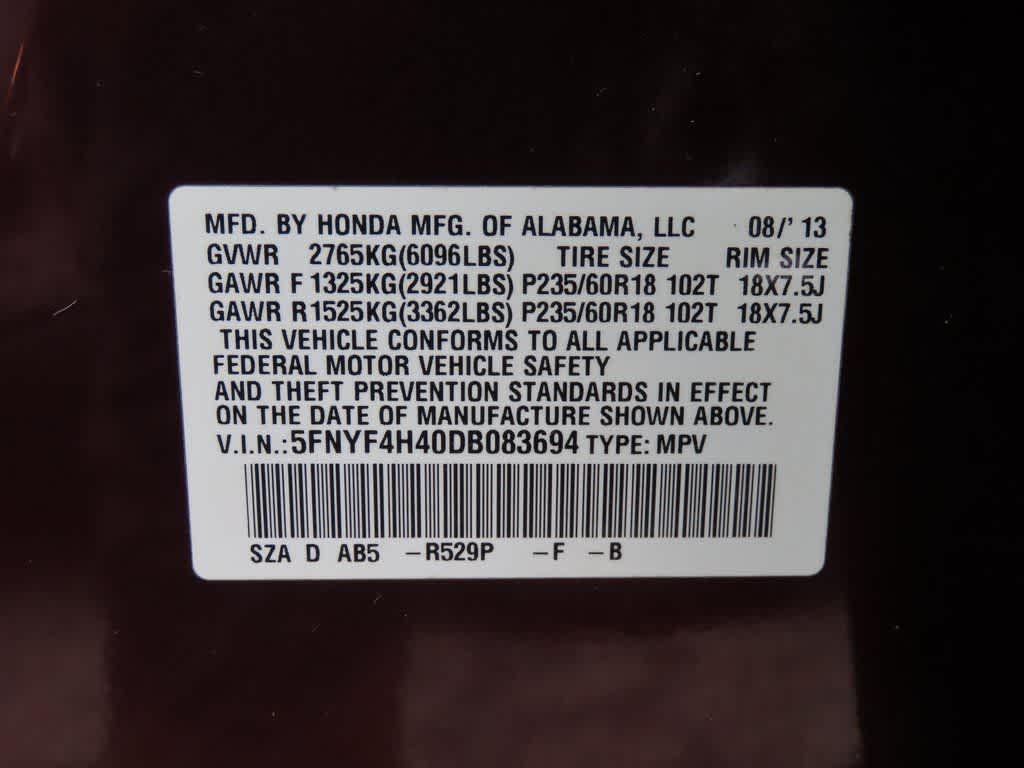 MFD. BY HONDA MFG. OF ALABAMA, LLC 08/' 13
GVWR 2765KG(6096LBS) TIRE SIZE RIM SIZE
GAWR F 1325KG(2921LBS) P235/60R18 102T 18X7.5J
GAWR R1525KG(3362LBS) P235/60R18 102T 18X7.5J
THIS VEHICLE CONFORMS TO ALL APPLICABLE
FEDERAL MOTOR VEHICLE SAFETY
AND THEFT PREVENTION STANDARDS IN EFFECT
ON THE DATE OF MANUFACTURE SHOWN ABOVE.
V.I.N.:5FNYF4H40DB083694 TYPE: MPV
SZA D AB5 -R529P -F -B